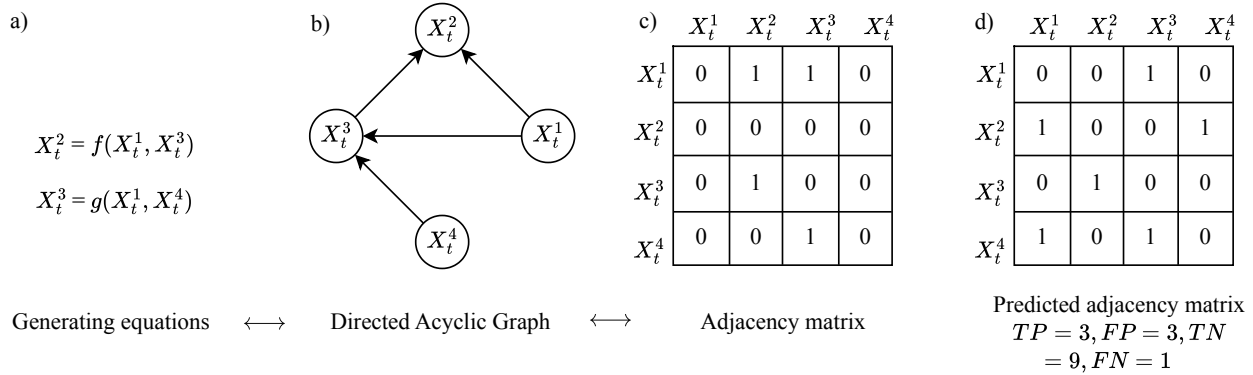 a)
$X_t^2 = f(X_t^1, X_t^3)$
$X_t^3 = g(X_t^1, X_t^4)$
Generating equations
⟷
b)
$X_t^2$
$X_t^3$ $X_t^1$
$X_t^4$
Directed Acyclic Graph
⟷
c) $X_t^1$ $X_t^2$ $X_t^3$ $X_t^4$
$X_t^1$ 0 1 1 0
$X_t^2$ 0 0 0 0
$X_t^3$ 0 1 0 0
$X_t^4$ 0 0 1 0
Adjacency matrix
d) $X_t^1$ $X_t^2$ $X_t^3$ $X_t^4$
$X_t^1$ 0 0 1 0
$X_t^2$ 1 0 0 1
$X_t^3$ 0 1 0 0
$X_t^4$ 1 0 1 0
Predicted adjacency matrix
$TP = 3, FP = 3, TN$
$= 9, FN = 1$